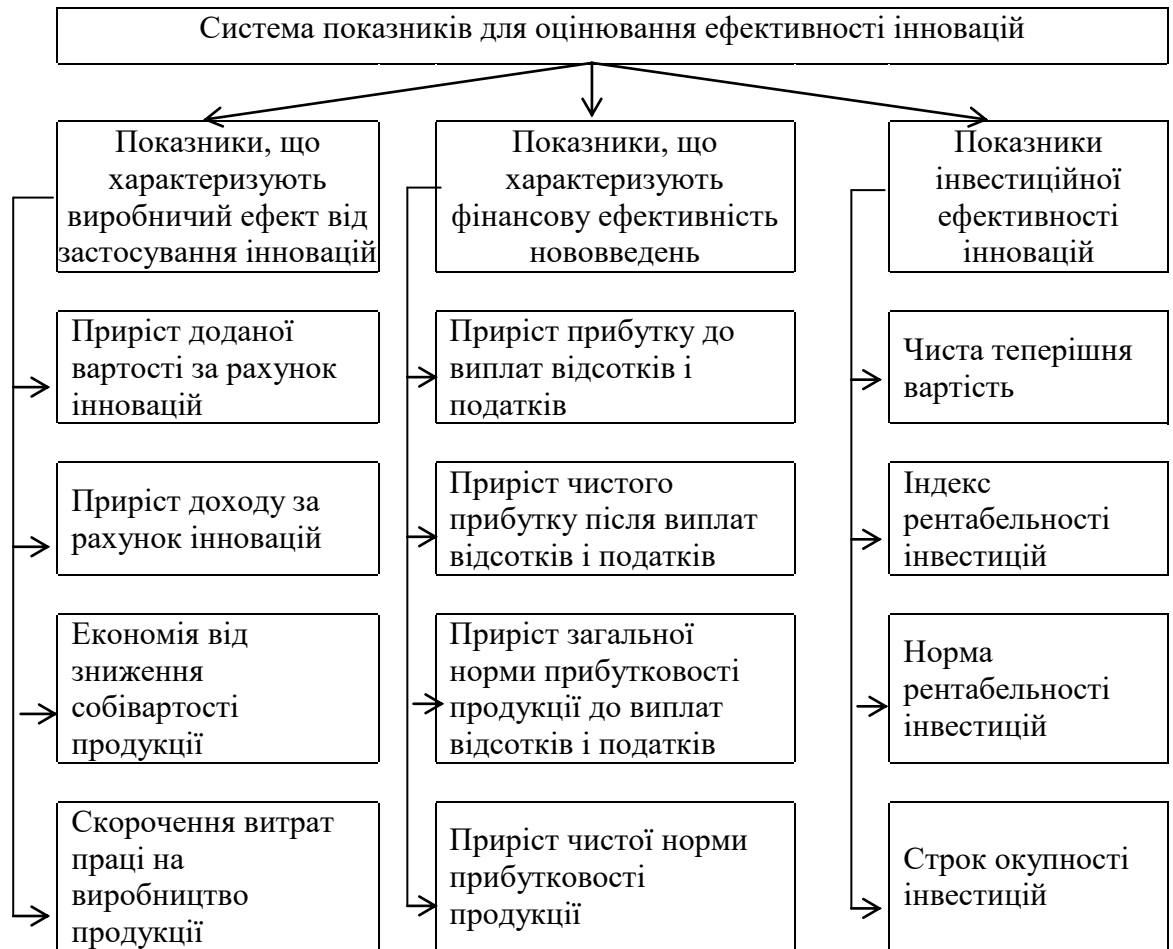 Система показників для оцінювання ефективності інновацій
Показники, що
характеризують
виробничий ефект від
застосування інновацій
Приріст доданої
вартості за рахунок
інновацій
Приріст доходу за
рахунок інновацій
Економія від
зниження
собівартості
продукції
Скорочення витрат
праці на
виробництво
продукції
Показники, що
характеризують
фінансову ефективність
нововведень
Приріст прибутку до
виплат відсотків і
податків
Приріст чистого
прибутку після виплат
відсотків і податків
Приріст загальної
норми прибутковості
продукції до виплат
відсотків і податків
Приріст чистої норми
прибутковості
продукції
Показники
інвестиційної
ефективності
інновацій
Чиста теперішня
вартість
Індекс
рентабельності
інвестицій
Норма
рентабельності
інвестицій
Строк окупності
інвестицій